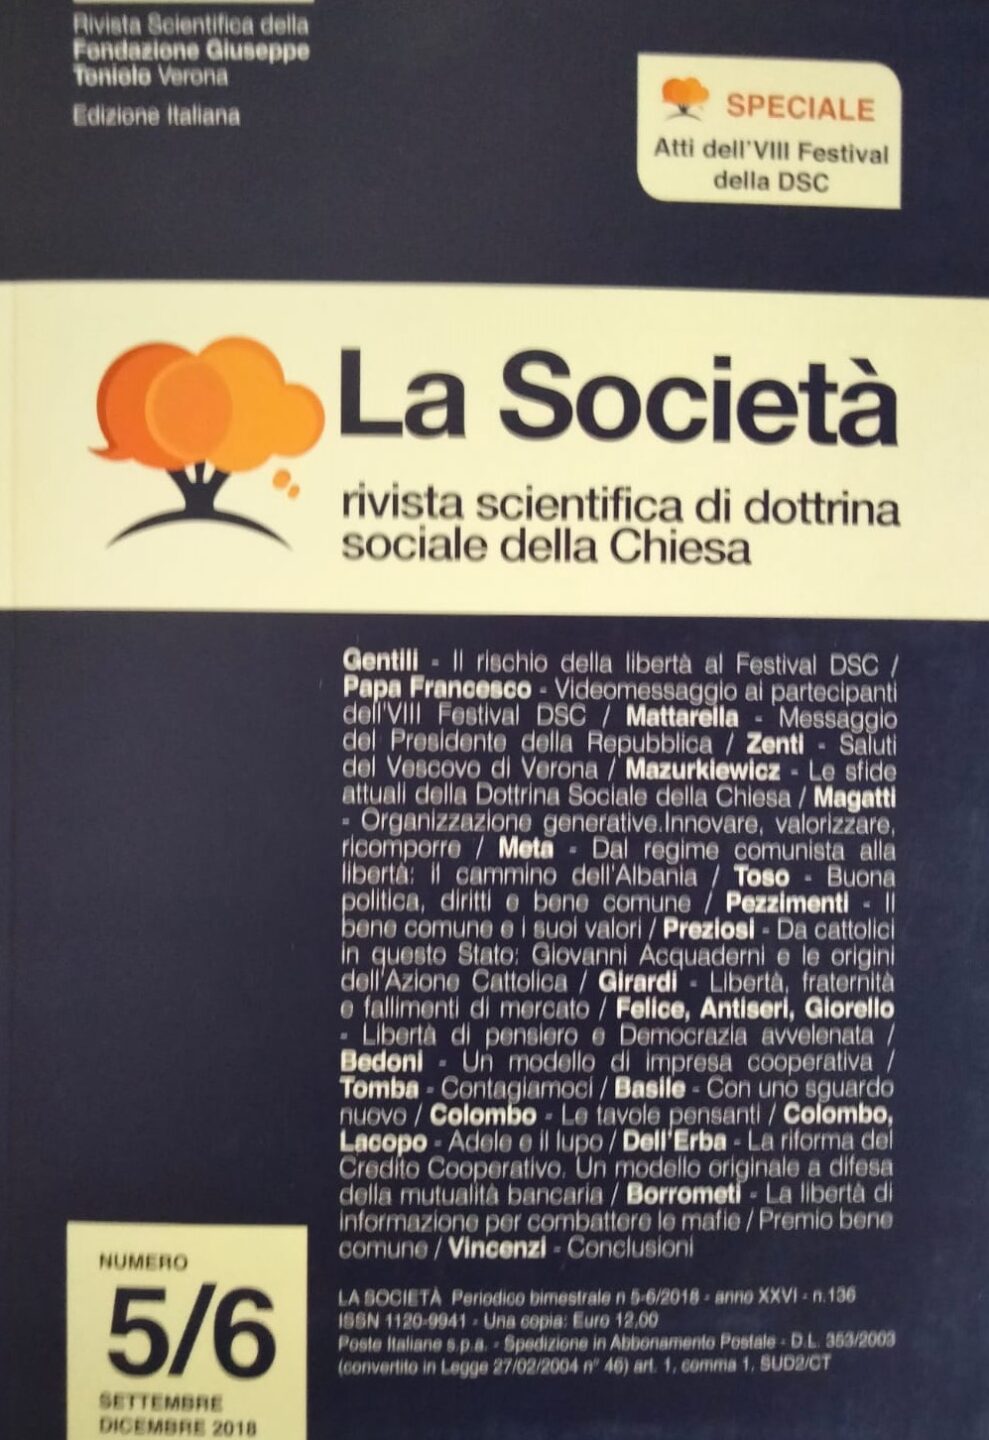 Rivista Scientifica della
Fondazione Giuseppe
Toniolo Verona
Edizione Italiana
SPECIALE
Atti dell'VIII Festival
della DSC
La Società
rivista scientifica di dottrina
sociale della Chiesa
Gentili - Il rischio della libertà al Festival DSC /
Papa Francesco - Videomessaggio ai partecipanti
dell'VIII Festival DSC / Mattarella - Messaggio
del Presidente della Repubblica / Zenti - Saluti
del Vescovo di Verona / Mazurkiewicz - Le sfide
attuali della Dottrina Sociale della Chiesa / Magatti
- Organizzazione generative.Innovare, valorizzare,
ricomporre / Meta - Dal regime comunista alla
libertà: il cammino dell'Albania / Toso - Buona
politica, diritti e bene comune / Pezzimenti - Il
bene comune e i suoi valori / Preziosi - Da cattolici
in questo Stato: Giovanni Acquaderni e le origini
dell'Azione Cattolica / Girardi - Libertà, fraternità
e fallimenti di mercato / Felice, Antiseri, Giorello
- Libertà di pensiero e Democrazia avvelenata /
Bedoni - Un modello di impresa cooperativa /
Tomba - Contagiamoci / Basile - Con uno sguardo
nuovo / Colombo - Le tavole pensanti / Colombo,
Lacopo - Adele e il lupo / Dell'Erba - La riforma del
Credito Cooperativo. Un modello originale a difesa
della mutualità bancaria / Borrometi - La libertà di
informazione per combattere le mafie / Premio bene
comune / Vincenzi - Conclusioni
NUMERO
5/6
SETTEMBRE
DICEMBRE 2018
LA SOCIETÀ Periodico bimestrale n 5-6/2018 - anno XXVI - n.136
ISSN 1120-9941 - Una copia: Euro 12,00
Poste Italiane s.p.a. - Spedizione in Abbonamento Postale - D.L. 353/2003
(convertito in Legge 27/02/2004 n° 46) art. 1, comma 1, SUD2/CT